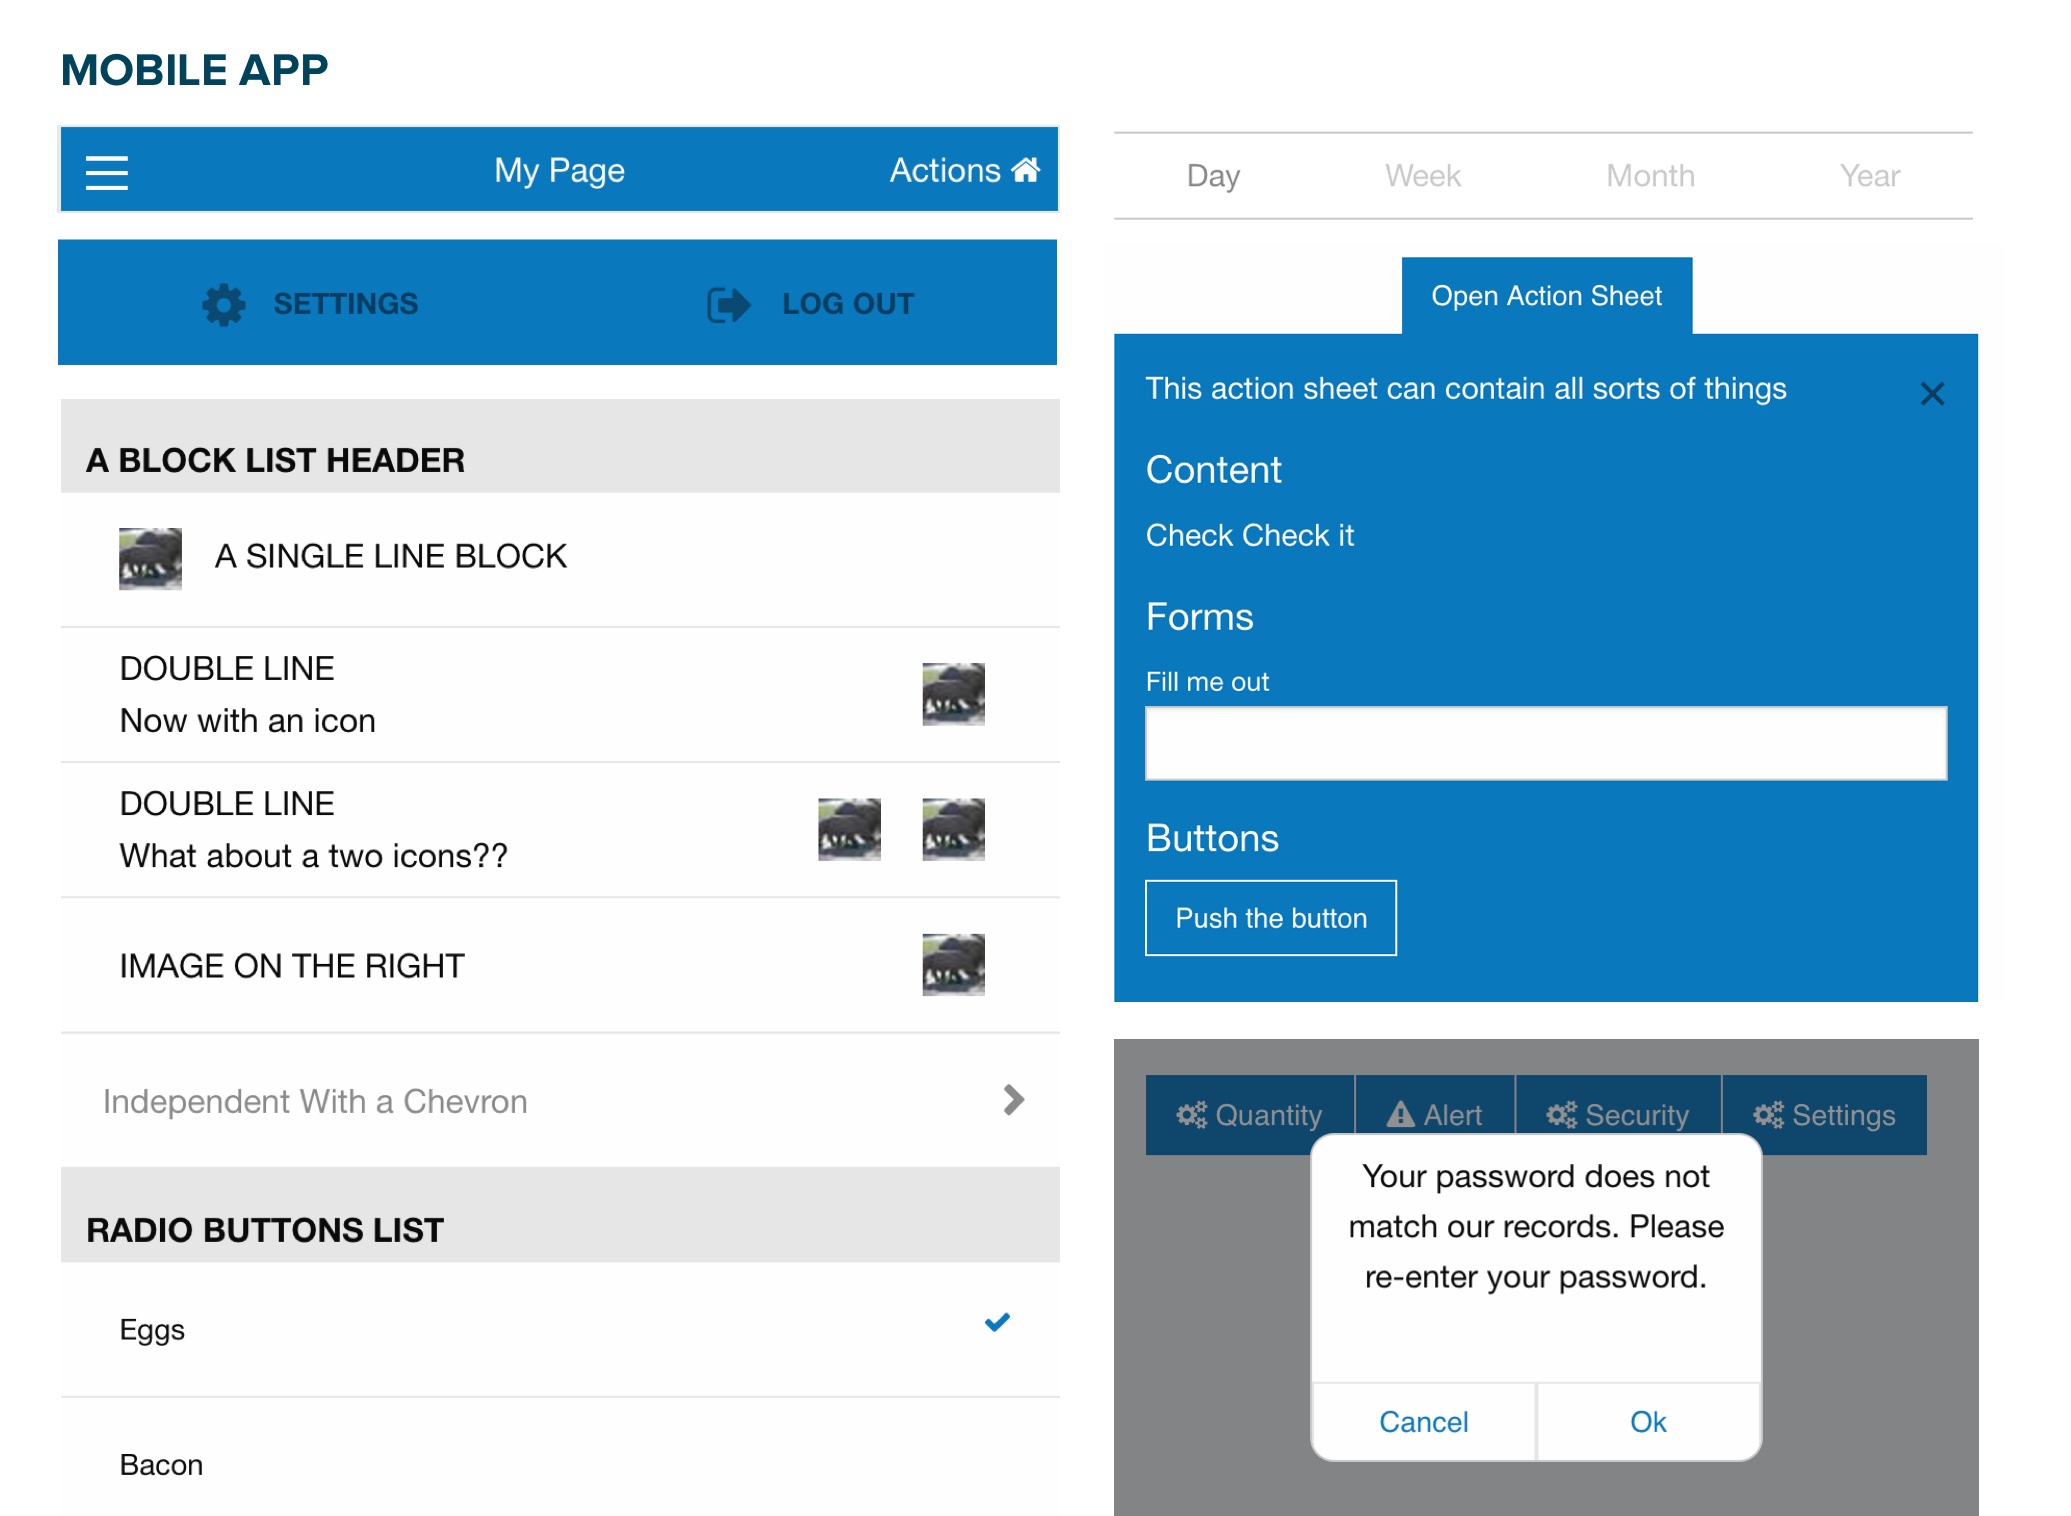 MOBILE APP
My Page
Actions
SETTINGS
LOG OUT
A BLOCK LIST HEADER
A SINGLE LINE BLOCK
DOUBLE LINE
Now with an icon
DOUBLE LINE
What about a two icons??
IMAGE ON THE RIGHT
Independent With a Chevron
RADIO BUTTONS LIST
Eggs
Bacon
Day
Week
Month
Year
Open Action Sheet
This action sheet can contain all sorts of things
Content
Check Check it
Forms
Fill me out
Buttons
Push the button
Quantity
Alert
Security
Settings
Your password does not
match our records. Please
re-enter your password.
Cancel
Ok